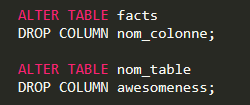 ALTER TABLE facts
DROP COLUMN nom_colonne;
ALTER TABLE nom_table
DROP COLUMN awesomeness;